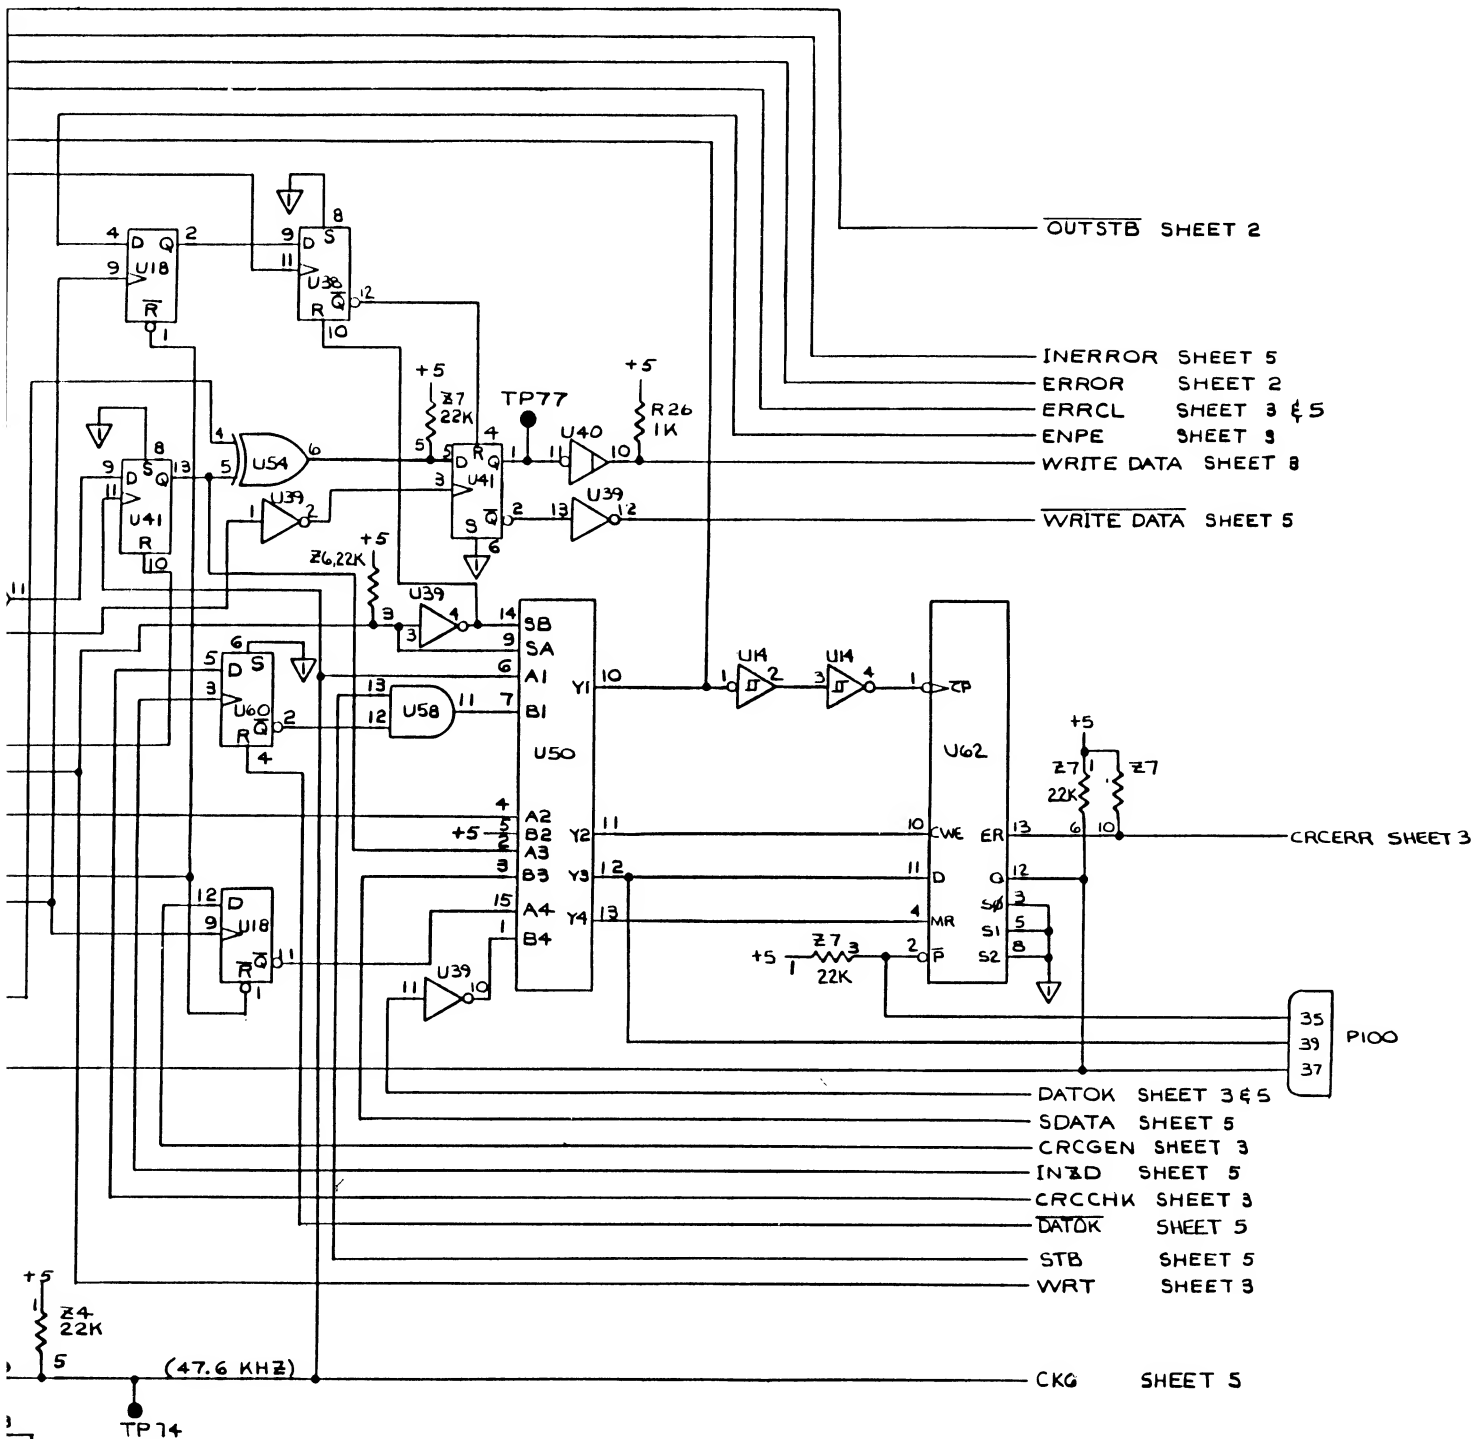 OUTSTB SHEET 2
8
4 D Q 2
9 D S
9
U18
11
U38
R
Q 12
R
10
1
INERROR SHEET 5
+5
+5
ERROR SHEET 2
Z7
22K
TP77
R26
1K
ERRCL SHEET 3 & 5
4
U40
ENPE SHEET 3
8
4
U54
6
5
5 D R Q 1
11
10
WRITE DATA SHEET 8
9 D S Q 13
5
U41
11
U39
3
U39
U41
1
2
S Q 2
13
12
WRITE DATA SHEET 5
R
+5
6
10
Z6,22K
11
U39
3
3
4
14 SB
9 SA
6
5 D S
6 A1
Y1 10
1
U14
2
3
U14
4
1 CP
3
13
U60
Q 2
12
U58
11
7 B1
R
4
U50
U62
+5
Z7
1
22K
Z7
4 A2
+5
5 B2
Y2 11
10 CWE
ER 13
6
10
CRCERR SHEET 3
A3
3 B3
Y3 12
11 D
Q 12
12 D
15 A4
Y4 13
4 MR
SØ 3
9
U18
1 B4
S1 5
Q 11
+5
1
Z7
22K
3
2 P
S2 8
R
1
U39
11
10
35
39
37
P100
DATOK SHEET 3 & 5
SDATA SHEET 5
CRCGEN SHEET 3
INZD SHEET 5
CRCCHK SHEET 3
DATOK SHEET 5
STB SHEET 5
WRT SHEET 3
+5
1
Z4
22K
5
(47.6 KHZ)
CKG SHEET 5
TP74